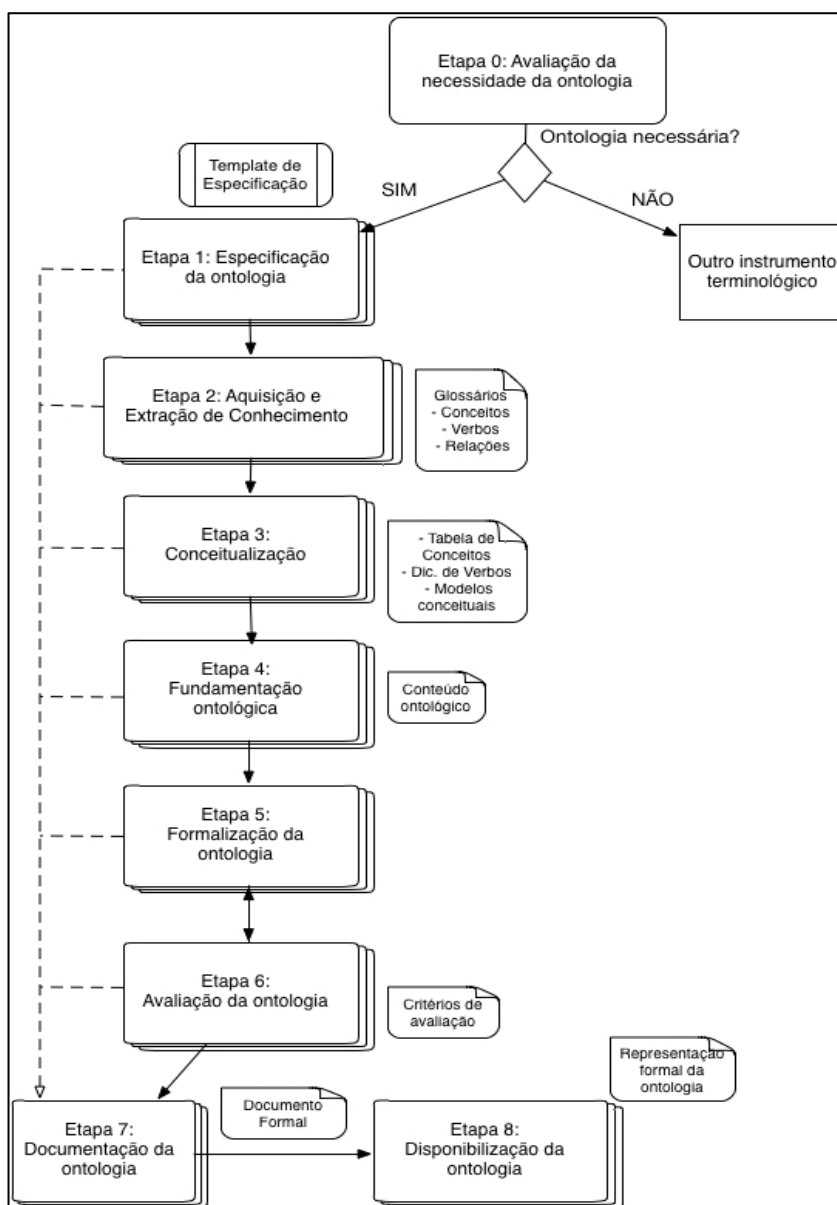 Etapa 0: Avaliação da
necessidade da ontologia
Ontologia necessária?
SIM
NÃO
Template de
Especificação
Etapa 1: Especificação
da ontologia
Outro instrumento
terminológico
Etapa 2: Aquisição e
Extração de Conhecimento
Glossários
- Conceitos
- Verbos
- Relações
Etapa 3:
Conceitualização
- Tabela de
Conceitos
- Dic. de Verbos
- Modelos
conceituais
Etapa 4:
Fundamentação
ontológica
Conteúdo
ontológico
Etapa 5:
Formalização da
ontologia
Etapa 6:
Avaliação da ontologia
Critérios de
avaliação
Representação
formal da
ontologia
Etapa 7:
Documentação da
ontologia
Documento
Formal
Etapa 8:
Disponibilização da
ontologia